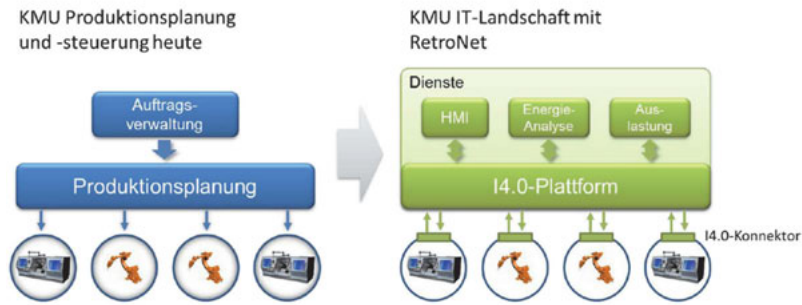 KMU Produktionsplanung
und -steuerung heute
Auftrags-
verwaltung
Produktionsplanung
KMU IT-Landschaft mit
RetroNet
Dienste
HMI
Energie-
Analyse
Aus-
lastung
I4.0-Plattform
I4.0-Konnektor